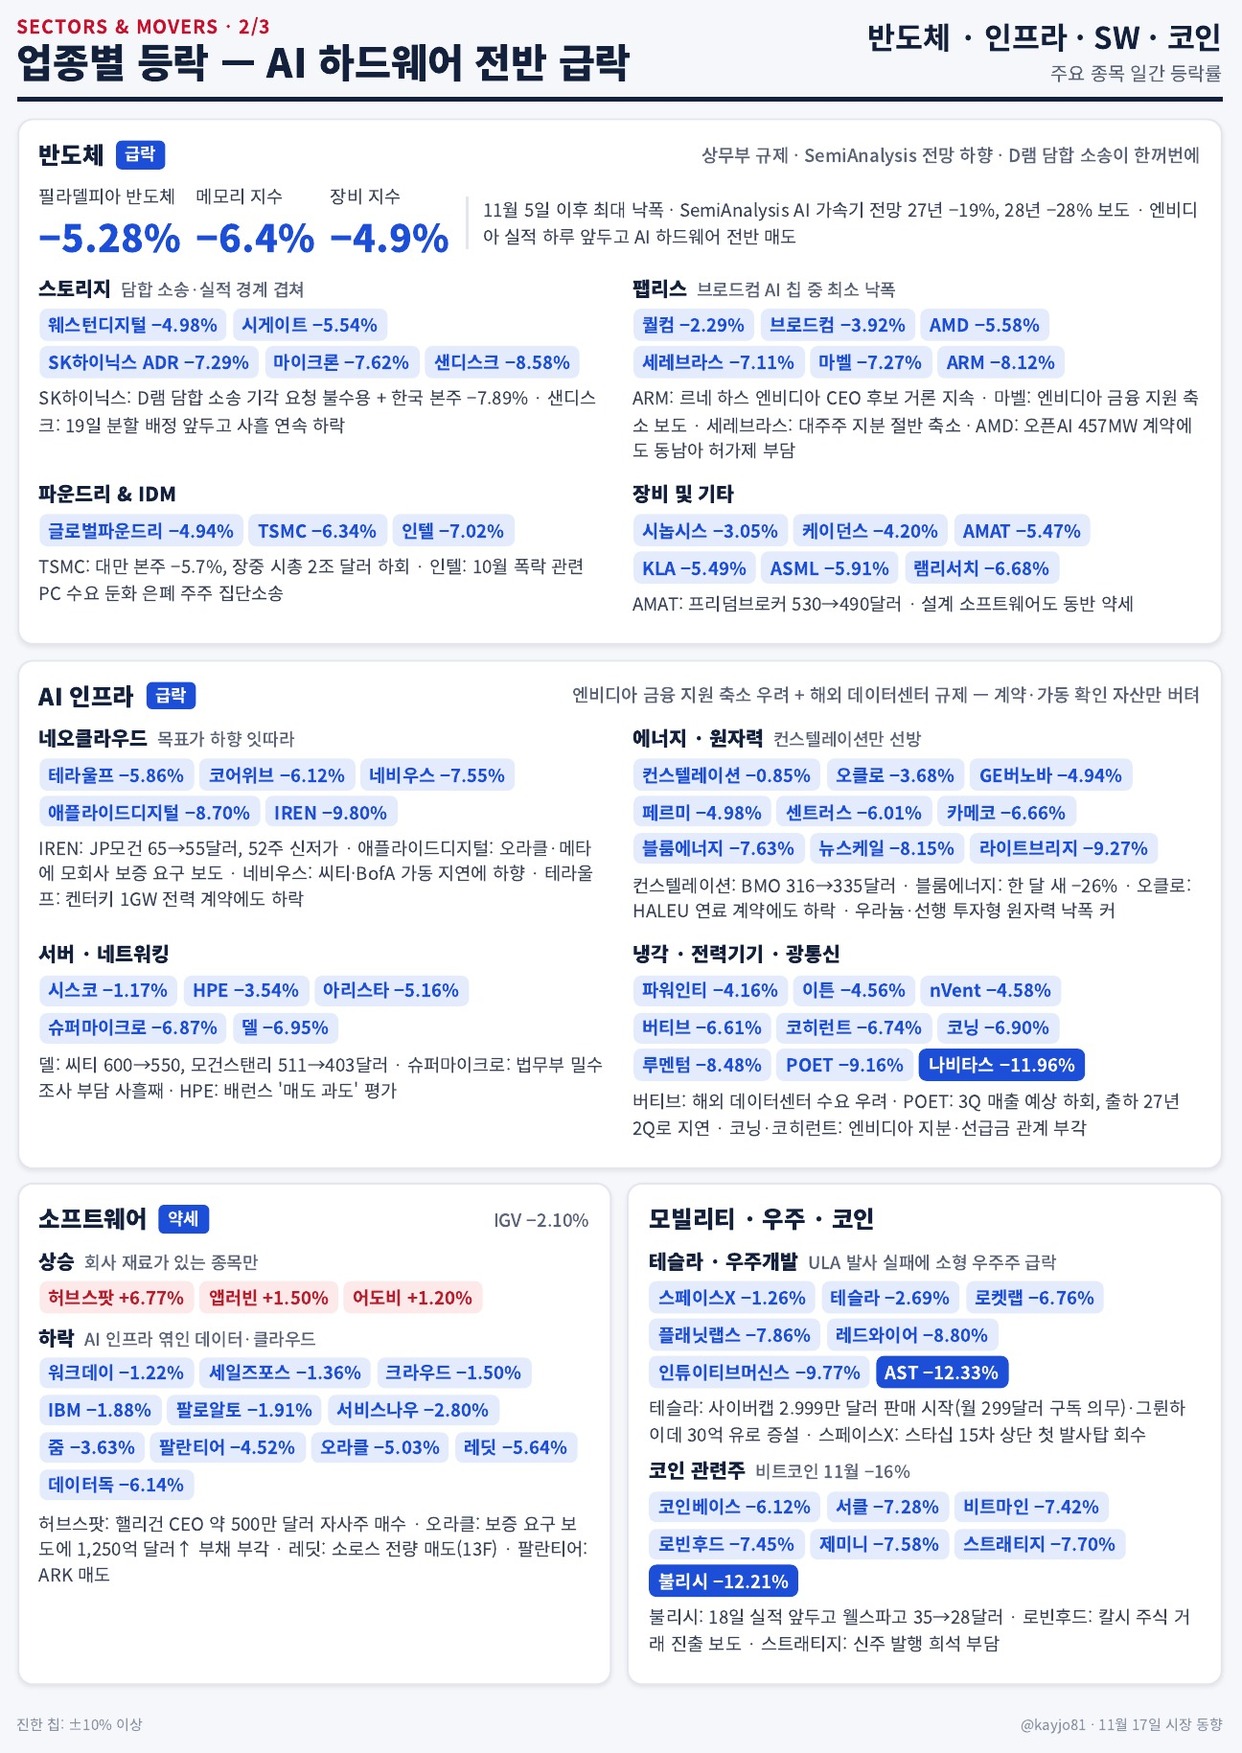 SECTORS & MOVERS · 2/3
업종별 등락 — AI 하드웨어 전반 급락
반도체 · 인프라 · SW · 코인
주요 종목 일간 등락률
반도체 급락
상무부 규제 · SemiAnalysis 전망 하향 · D램 담합 소송이 한꺼번에
필라델피아 반도체 메모리 지수 장비 지수
−5.28% −6.4% −4.9%
11월 5일 이후 최대 낙폭 · SemiAnalysis AI 가속기 전망 27년 −19%, 28년 −28% 보도 · 엔비디
아 실적 하루 앞두고 AI 하드웨어 전반 매도
스토리지 담합 소송·실적 경계 겹쳐
웨스턴디지털 −4.98% 시게이트 −5.54%
SK하이닉스 ADR −7.29% 마이크론 −7.62% 샌디스크 −8.58%
SK하이닉스: D램 담합 소송 기각 요청 불수용 + 한국 본주 −7.89% · 샌디스
크: 19일 분할 배정 앞두고 사흘 연속 하락
팹리스 브로드컴 AI 칩 중 최소 낙폭
퀄컴 −2.29% 브로드컴 −3.92% AMD −5.58%
세레브라스 −7.11% 마벨 −7.27% ARM −8.12%
ARM: 르네 하스 엔비디아 CEO 후보 거론 지속 · 마벨: 엔비디아 금융 지원 축
소 보도 · 세레브라스: 대주주 지분 절반 축소 · AMD: 오픈AI 457MW 계약에
도 동남아 허가제 부담
파운드리 & IDM
글로벌파운드리 −4.94% TSMC −6.34% 인텔 −7.02%
TSMC: 대만 본주 −5.7%, 장중 시총 2조 달러 하회 · 인텔: 10월 폭락 관련
PC 수요 둔화 은폐 주주 집단소송
장비 및 기타
시놉시스 −3.05% 케이던스 −4.20% AMAT −5.47%
KLA −5.49% ASML −5.91% 램리서치 −6.68%
AMAT: 프리덤브로커 530→490달러 · 설계 소프트웨어도 동반 약세
AI 인프라 급락
엔비디아 금융 지원 축소 우려 + 해외 데이터센터 규제 — 계약·가동 확인 자산만 버텨
네오클라우드 목표가 하향 잇따라
테라울프 −5.86% 코어위브 −6.12% 네비우스 −7.55%
애플라이드디지털 −8.70% IREN −9.80%
IREN: JP모건 65→55달러, 52주 신저가 · 애플라이드디지털: 오라클·메타
에 모회사 보증 요구 보도 · 네비우스: 씨티·BofA 가동 지연에 하향 · 테라울
프: 켄터키 1GW 전력 계약에도 하락
에너지 · 원자력 컨스텔레이션만 선방
컨스텔레이션 −0.85% 오클로 −3.68% GE버노바 −4.94%
페르미 −4.98% 센트러스 −6.01% 카메코 −6.66%
블룸에너지 −7.63% 뉴스케일 −8.15% 라이트브리지 −9.27%
컨스텔레이션: BMO 316→335달러 · 블룸에너지: 한 달 새 −26% · 오클로:
HALEU 연료 계약에도 하락 · 우라늄·선행 투자형 원자력 낙폭 커
서버 · 네트워킹
시스코 −1.17% HPE −3.54% 아리스타 −5.16%
슈퍼마이크로 −6.87% 델 −6.95%
델: 씨티 600→550, 모건스탠리 511→403달러 · 슈퍼마이크로: 법무부 밀수
조사 부담 사흘째 · HPE: 배런스 '매도 과도' 평가
냉각 · 전력기기 · 광통신
파워인티 −4.16% 이튼 −4.56% nVent −4.58%
버티브 −6.61% 코히런트 −6.74% 코닝 −6.90%
루멘텀 −8.48% POET −9.16% 나비타스 −11.96%
버티브: 해외 데이터센터 수요 우려 · POET: 3Q 매출 예상 하회, 출하 27년
2Q로 지연 · 코닝·코히런트: 엔비디아 지분·선급금 관계 부각
소프트웨어 약세
IGV −2.10%
상승 회사 재료가 있는 종목만
허브스팟 +6.77% 앱러빈 +1.50% 어도비 +1.20%
하락 AI 인프라 엮인 데이터·클라우드
워크데이 −1.22% 세일즈포스 −1.36% 크라우드 −1.50%
IBM −1.88% 팔로알토 −1.91% 서비스나우 −2.80%
줌 −3.63% 팔란티어 −4.52% 오라클 −5.03% 레딧 −5.64%
데이터독 −6.14%
허브스팟: 핼리건 CEO 약 500만 달러 자사주 매수 · 오라클: 보증 요구 보
도에 1,250억 달러↑ 부채 부각 · 레딧: 소로스 전량 매도(13F) · 팔란티어:
ARK 매도
모빌리티 · 우주 · 코인
테슬라 · 우주개발 ULA 발사 실패에 소형 우주주 급락
스페이스X −1.26% 테슬라 −2.69% 로켓랩 −6.76%
플래닛랩스 −7.86% 레드와이어 −8.80%
인튜이티브머신스 −9.77% AST −12.33%
테슬라: 사이버캡 2.999만 달러 판매 시작(월 299달러 구독 의무)·그륀하
이데 30억 유로 증설 · 스페이스X: 스타십 15차 상단 첫 발사탑 회수
코인 관련주 비트코인 11월 −16%
코인베이스 −6.12% 서클 −7.28% 비트마인 −7.42%
로빈후드 −7.45% 제미니 −7.58% 스트래티지 −7.70%
불리시 −12.21%
불리시: 18일 실적 앞두고 웰스파고 35→28달러 · 로빈후드: 칼시 주식 거
래 진출 보도 · 스트래티지: 신주 발행 희석 부담
진한 칩: ±10% 이상
@kayjo81 · 11월 17일 시장 동향